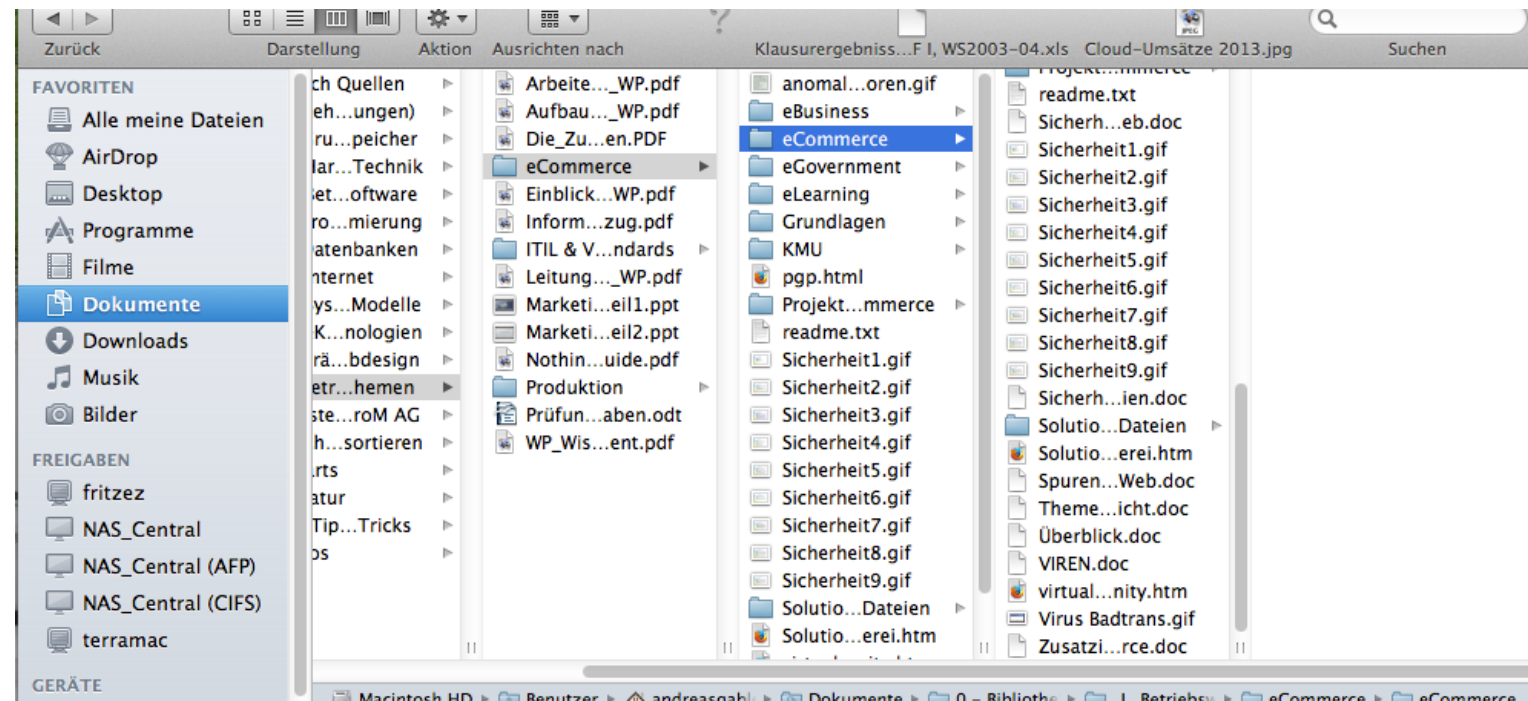 Zurück Darstellung Aktion Ausrichten nach Klausurergebniss...F I, WS2003-04.xls Cloud-Umsätze 2013.jpg Suchen
FAVORITEN
Alle meine Dateien
AirDrop
Desktop
Programme
Filme
Dokumente
Downloads
Musik
Bilder
FREIGABEN
fritzez
NAS_Central
NAS_Central (AFP)
NAS_Central (CIFS)
terramac
GERÄTE
ch Quellen
eh...ungen)
ru...peicher
lar...Technik
et...oftware
ro...mierung
atenbanken
nternet
ys...Modelle
K...nologien
rä...bdesign
etr...hemen
ste...roM AG
h...sortieren
rts
atur
Tip...Tricks
os
Arbeite..._WP.pdf
Aufbau..._WP.pdf
Die_Zu...en.PDF
eCommerce
Einblick...WP.pdf
Inform...zug.pdf
ITIL & V...ndards
Leitung..._WP.pdf
Marketi...eil1.ppt
Marketi...eil2.ppt
Nothin...uide.pdf
Produktion
Prüfun...aben.odt
WP_Wis...ent.pdf
anomal...oren.gif
eBusiness
eCommerce
eGovernment
eLearning
Grundlagen
KMU
pgp.html
Projekt...mmerce
readme.txt
Sicherheit1.gif
Sicherheit2.gif
Sicherheit3.gif
Sicherheit4.gif
Sicherheit5.gif
Sicherheit6.gif
Sicherheit7.gif
Sicherheit8.gif
Sicherheit9.gif
Solutio...Dateien
Solutio...erei.htm
Projekt...mmerce
readme.txt
Sicherh...eb.doc
Sicherheit1.gif
Sicherheit2.gif
Sicherheit3.gif
Sicherheit4.gif
Sicherheit5.gif
Sicherheit6.gif
Sicherheit7.gif
Sicherheit8.gif
Sicherheit9.gif
Sicherh...ien.doc
Solutio...Dateien
Solutio...erei.htm
Spuren...Web.doc
Theme...icht.doc
Überblick.doc
VIREN.doc
virtual...nity.htm
Virus Badtrans.gif
Zusatzi...rce.doc
Macintosh HD Benutzer andreasgabl Dokumente 0 - Bibliothe Betriebsv eCommerce eCommerce